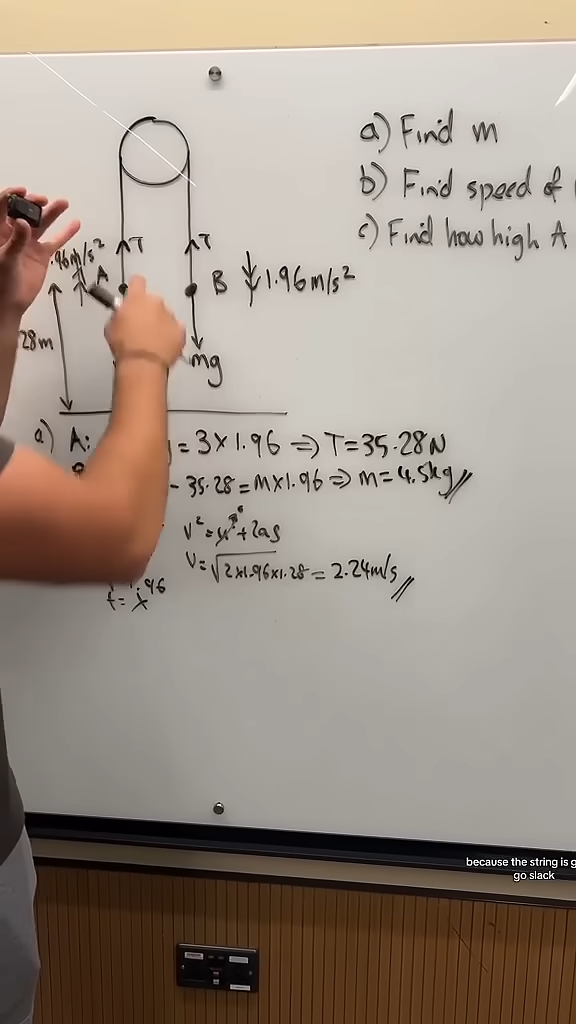 a) Find m
b) Find speed of
c) Find how high A
T
T
.96m/s²
A
B
1.96m/s²
28m
mg
a) A:
= 3×1.96 ⇒ T=35.28N
- 35.28 = m×1.96 ⇒ m=4.5kg
v²=u²+2as
v=√2×1.96×1.28 = 2.24m/s
because the string is g
go slack